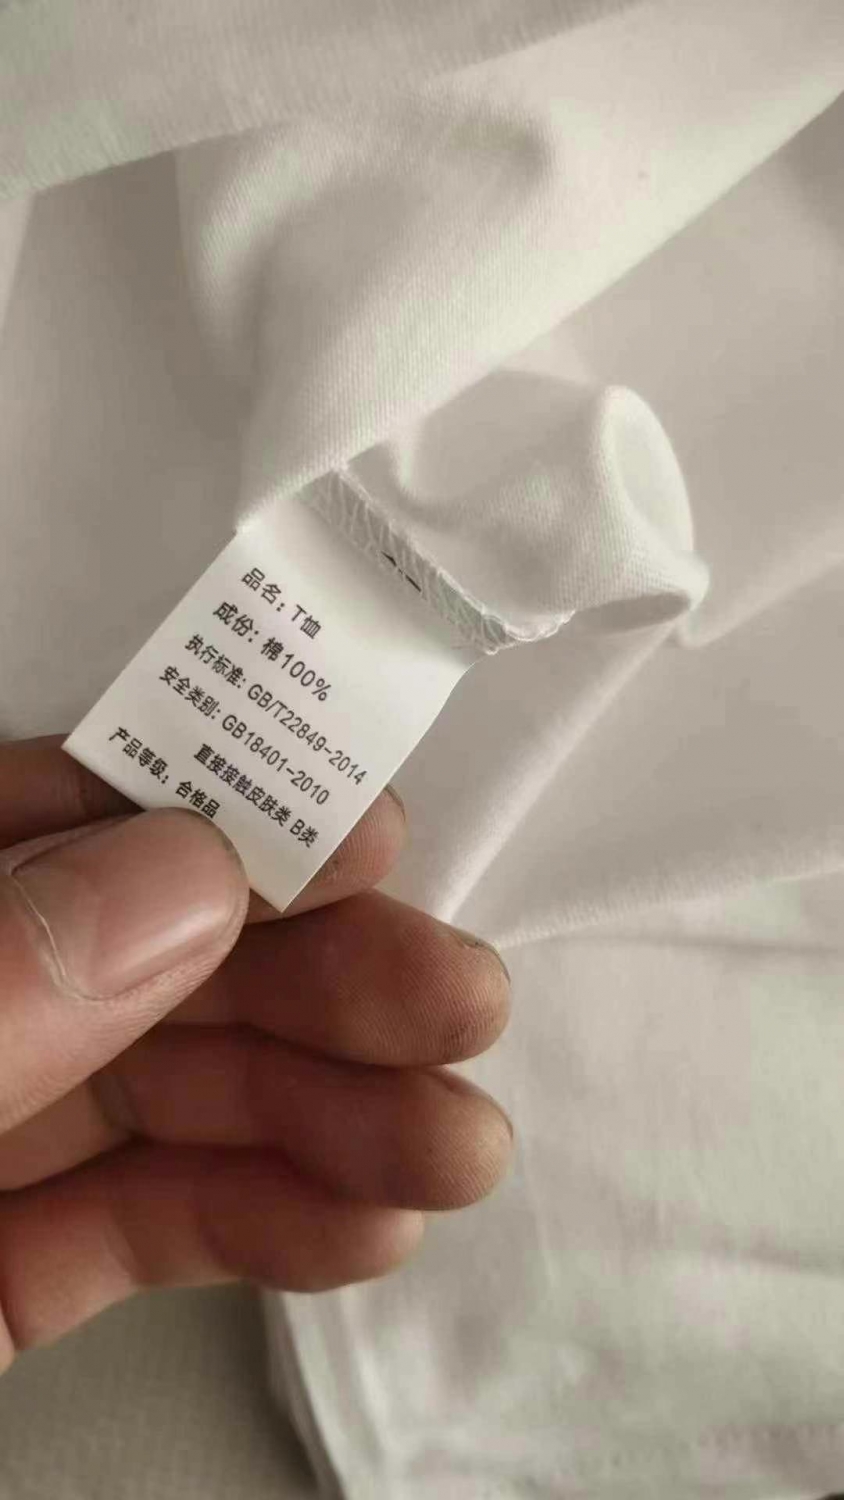 品名：T恤
成份：棉100%
执行标准：GB/T22849-2014
安全类别：GB18401-2010
直接接触皮肤类 B类
产品等级：合格品